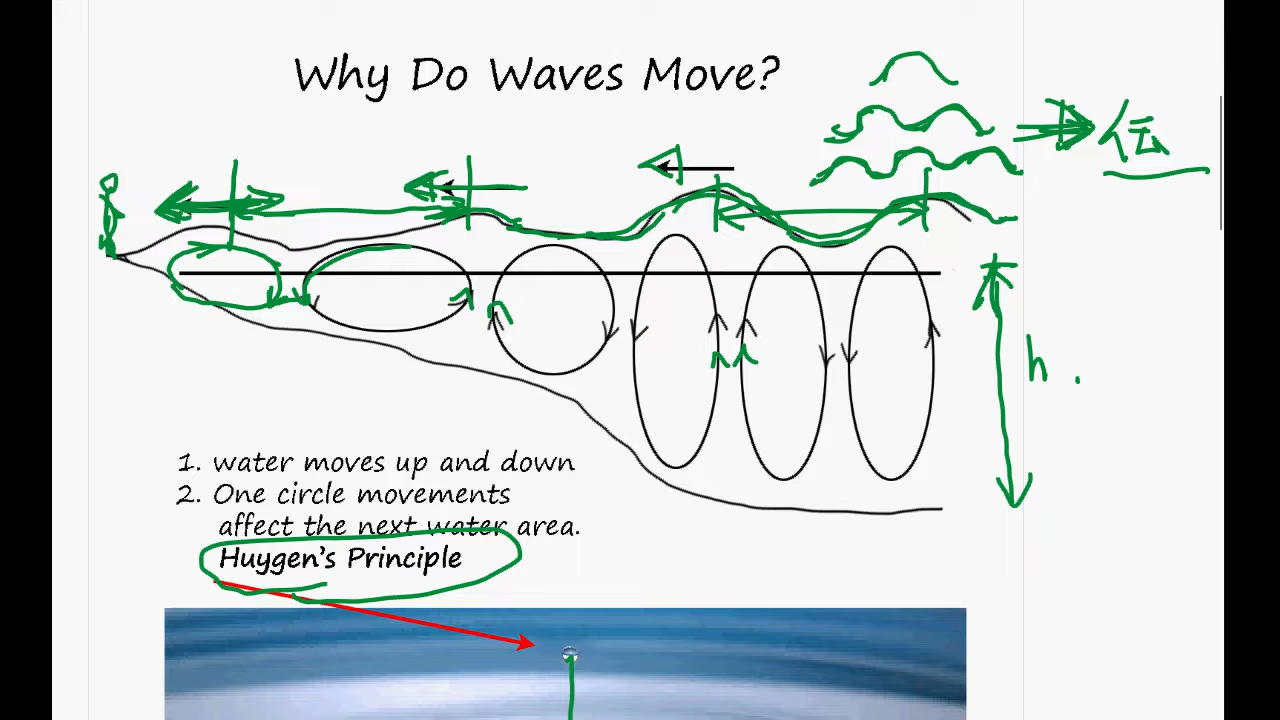 Why Do Waves Move?
伝
h.
1. water moves up and down
2. One circle movements
affect the next water area.
Huygen's Principle